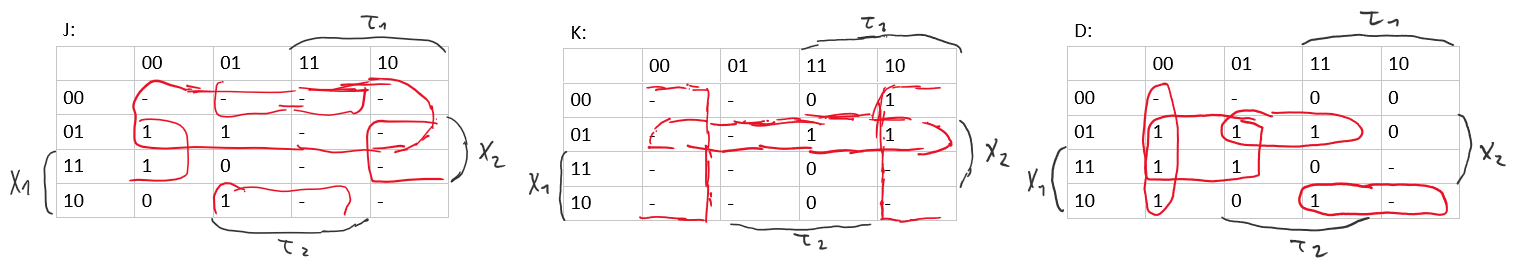 J:
τ₁
00 01 11 10
00 - - - -
01 1 1 - -
11 1 0 - -
10 0 1 - -
X₁
X₂
τ₂
K:
τ₁
00 01 11 10
00 - - 0 1
01 - - 1 1
11 - - 0 -
10 - - 0 -
X₁
X₂
τ₂
D:
τ₁
00 01 11 10
00 - - 0 0
01 1 1 1 0
11 1 1 0 -
10 1 0 1 -
X₁
X₂
τ₂